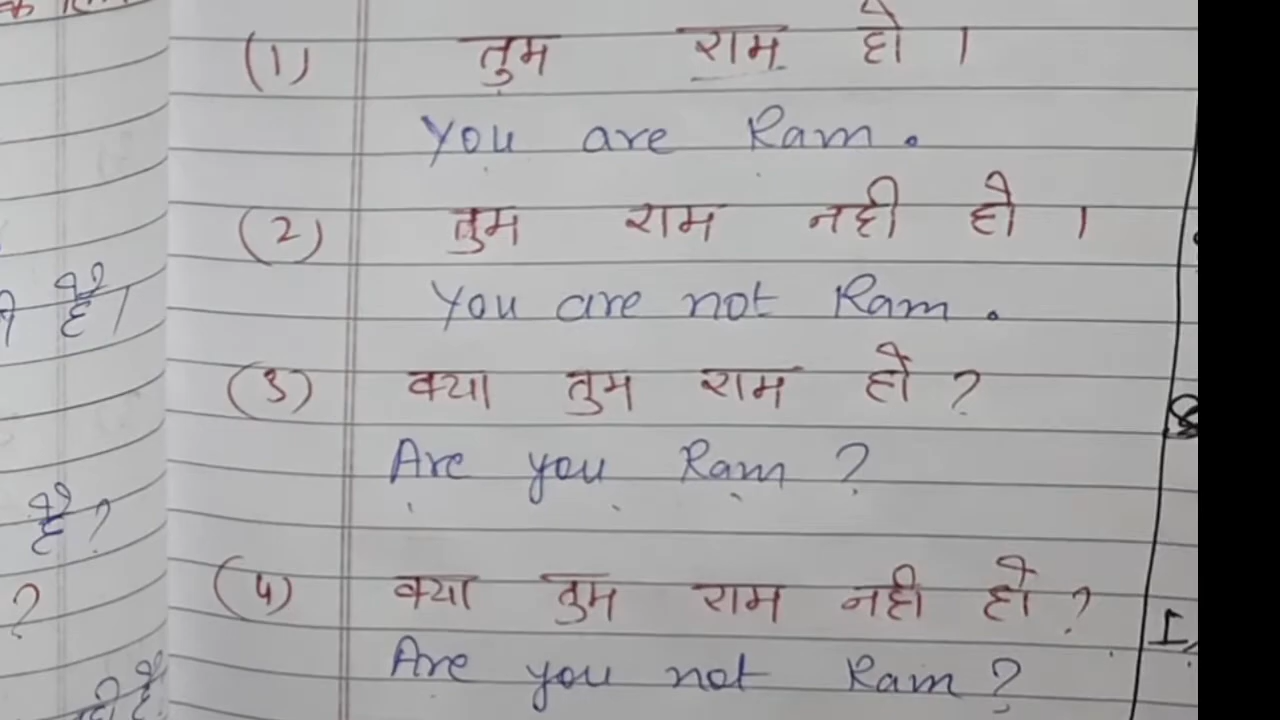 (1) तुम राम हो ।
You are Ram .
(2) तुम राम नही हो ।
You are not Ram .
(3) क्या तुम राम हो ?
Are you Ram ?
है ।
है ?
(4) क्या तुम राम नही हो ?
?
Are you not Ram ?